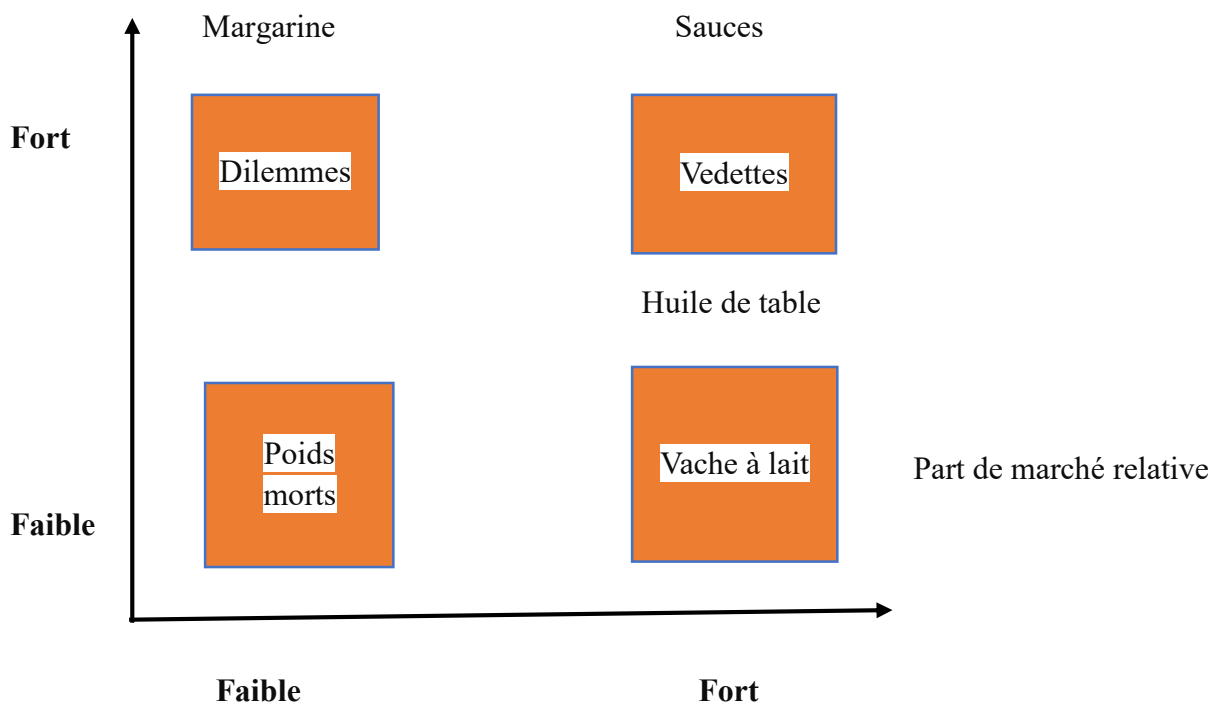 Margarine
Sauces
Fort
Dilemmes
Vedettes
Huile de table
Poids
morts
Vache à lait
Part de marché relative
Faible
Faible
Fort